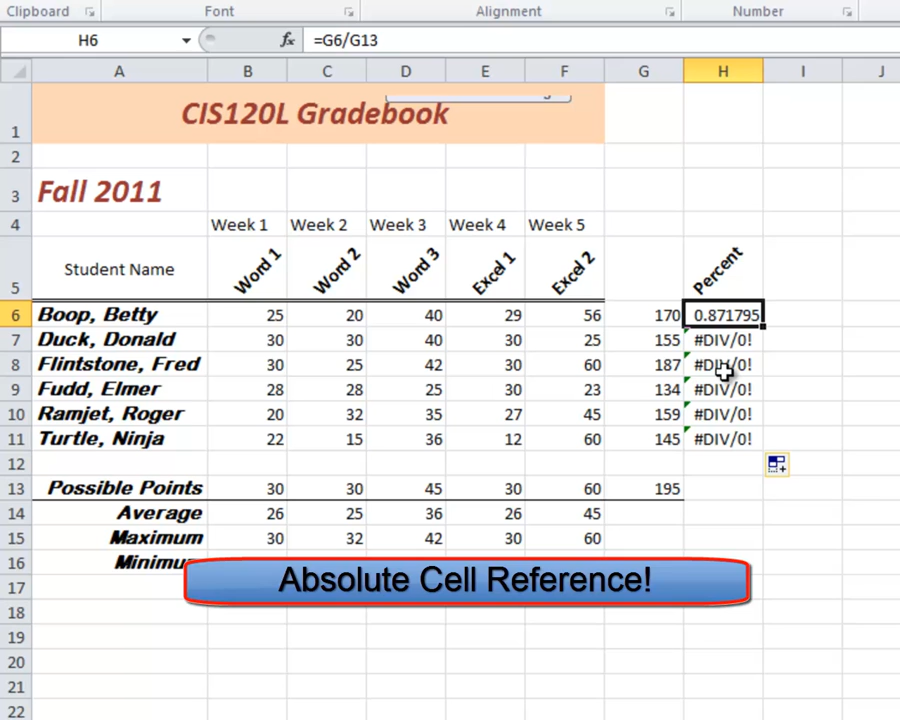 Clipboard Font Alignment Number
H6 fx =G6/G13
A B C D E F G H I J
1 CIS120L Gradebook
2
3 Fall 2011
4 Week 1 Week 2 Week 3 Week 4 Week 5
5 Student Name Word 1 Word 2 Word 3 Excel 1 Excel 2 Percent
6 Boop, Betty 25 20 40 29 56 170 0.871795
7 Duck, Donald 30 30 40 30 25 155 #DIV/0!
8 Flintstone, Fred 30 25 42 30 60 187 #DIV/0!
9 Fudd, Elmer 28 28 25 30 23 134 #DIV/0!
10 Ramjet, Roger 20 32 35 27 45 159 #DIV/0!
11 Turtle, Ninja 22 15 36 12 60 145 #DIV/0!
12
13 Possible Points 30 30 45 30 60 195
14 Average 26 25 36 26 45
15 Maximum 30 32 42 30 60
16
17 Absolute Cell Reference!
18
19
20
21
22